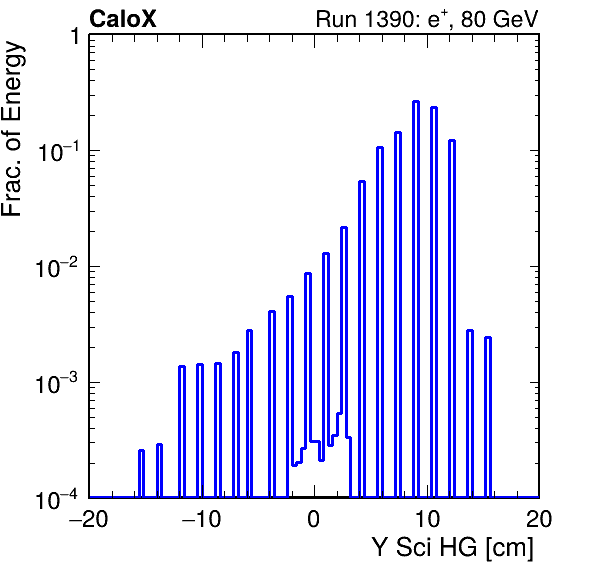 CaloX Run 1390: e⁺, 80 GeV
Frac. of Energy
1
10⁻¹
10⁻²
10⁻³
10⁻⁴
−20 −10 0 10 20
Y Sci HG [cm]